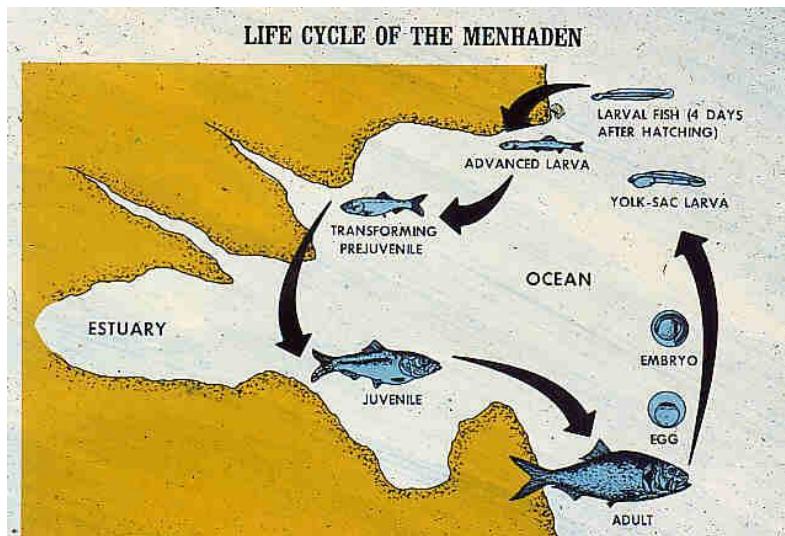 LIFE CYCLE OF THE MENHADEN
LARVAL FISH (4 DAYS
AFTER HATCHING)
ADVANCED LARVA
YOLK-SAC LARVA
TRANSFORMING
PREJUVENILE
OCEAN
ESTUARY
EMBRYO
JUVENILE
EGG
ADULT